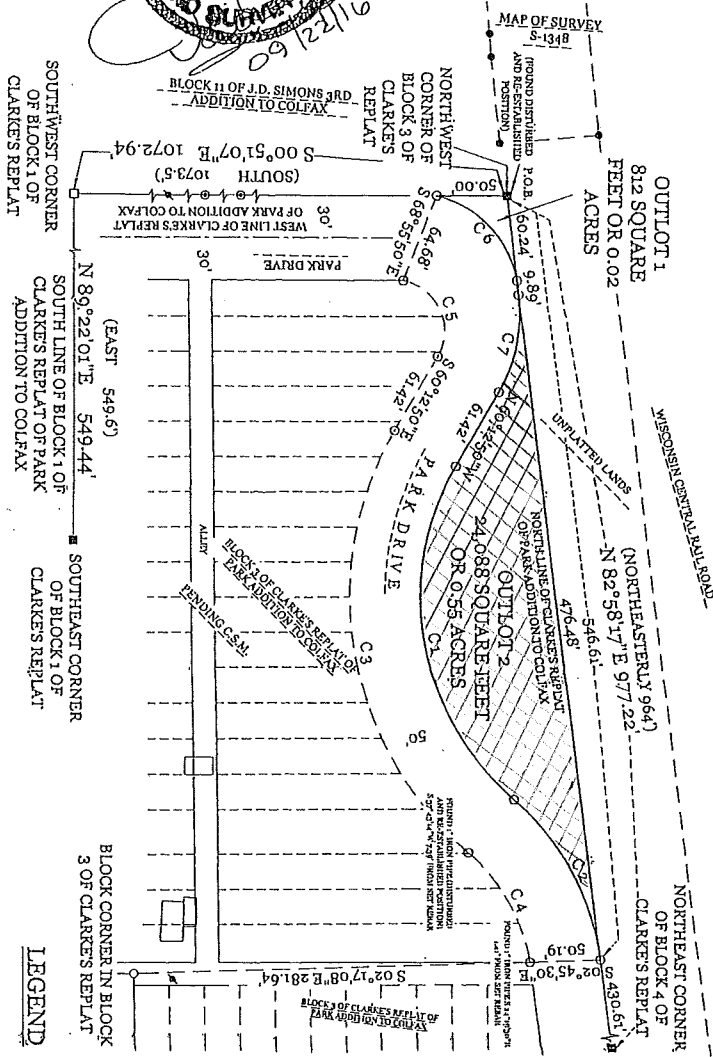 09/22/16
MAP OF SURVEY
S-1348
BLOCK 11 OF J.D. SIMONS 3RD
ADDITION TO COLFAX
(FOUND DISTURBED
AND RE-ESTABLISHED
POSITION)
P.O.B.
NORTHWEST
CORNER OF
BLOCK 3 OF
CLARKE'S
REPLAT
OUTLOT 1
812 SQUARE
FEET OR 0.02
ACRES
WISCONSIN CENTRAL RAIL ROAD
UNPLATTED LANDS
(NORTHEASTERLY 964')
N 82°58'17"E 977.22'
546.61'
476.48'
NORTH LINE OF CLARKE'S REPLAT
OF PARK ADDITION TO COLFAX
60.24'
9.89'
50.00'
C6
C7
S 68°55'50"E
64.68'
C5
S 60°12'50"E
61.42'
N 60°12'50"W
61.42'
OUTLOT 2
24,088 SQUARE FEET
OR 0.55 ACRES
C1
C2
C3
50'
C4
PARK DRIVE
PARK DRIVE
30'
30'
WEST LINE OF CLARKE'S REPLAT
OF PARK ADDITION TO COLFAX
(SOUTH 1073.5')
S 00°51'07"E 1072.94'
SOUTHWEST CORNER
OF BLOCK 1 OF
CLARKE'S REPLAT
(EAST 549.6')
N 89°22'01"E 549.44'
SOUTH LINE OF BLOCK 1 OF
CLARKE'S REPLAT OF PARK
ADDITION TO COLFAX
SOUTHEAST CORNER
OF BLOCK 1 OF
CLARKE'S REPLAT
ALLEY
CLARKE'S REPLAT OF
PARK ADDITION TO COLFAX
PENDING C.S.M.
FOUND 1" IRON PIPE DISTURBED
AND RE-ESTABLISHED POSITION
NORTHEAST CORNER
OF BLOCK 4 OF
CLARKE'S REPLAT
430.61'
50.19'
S 02°45'30"E
S 02°17'08"E 281.64'
BLOCK 3 OF CLARKE'S REPLAT OF
PARK ADDITION TO COLFAX
BLOCK CORNER IN BLOCK
3 OF CLARKE'S REPLAT
LEGEND